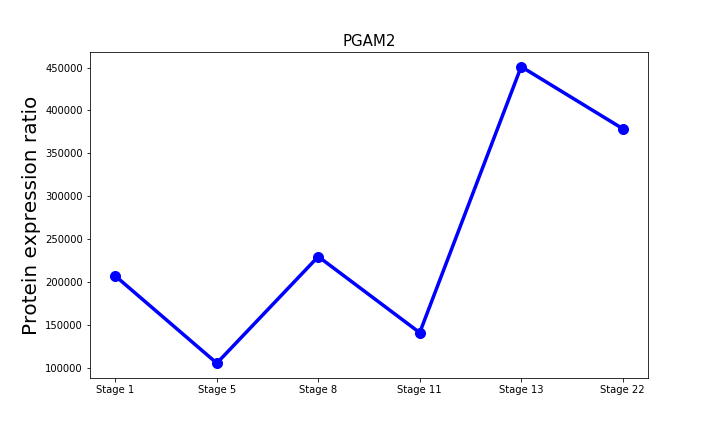 PGAM2
Protein expression ratio
450000
400000
350000
300000
250000
200000
150000
100000
Stage 1 Stage 5 Stage 8 Stage 11 Stage 13 Stage 22